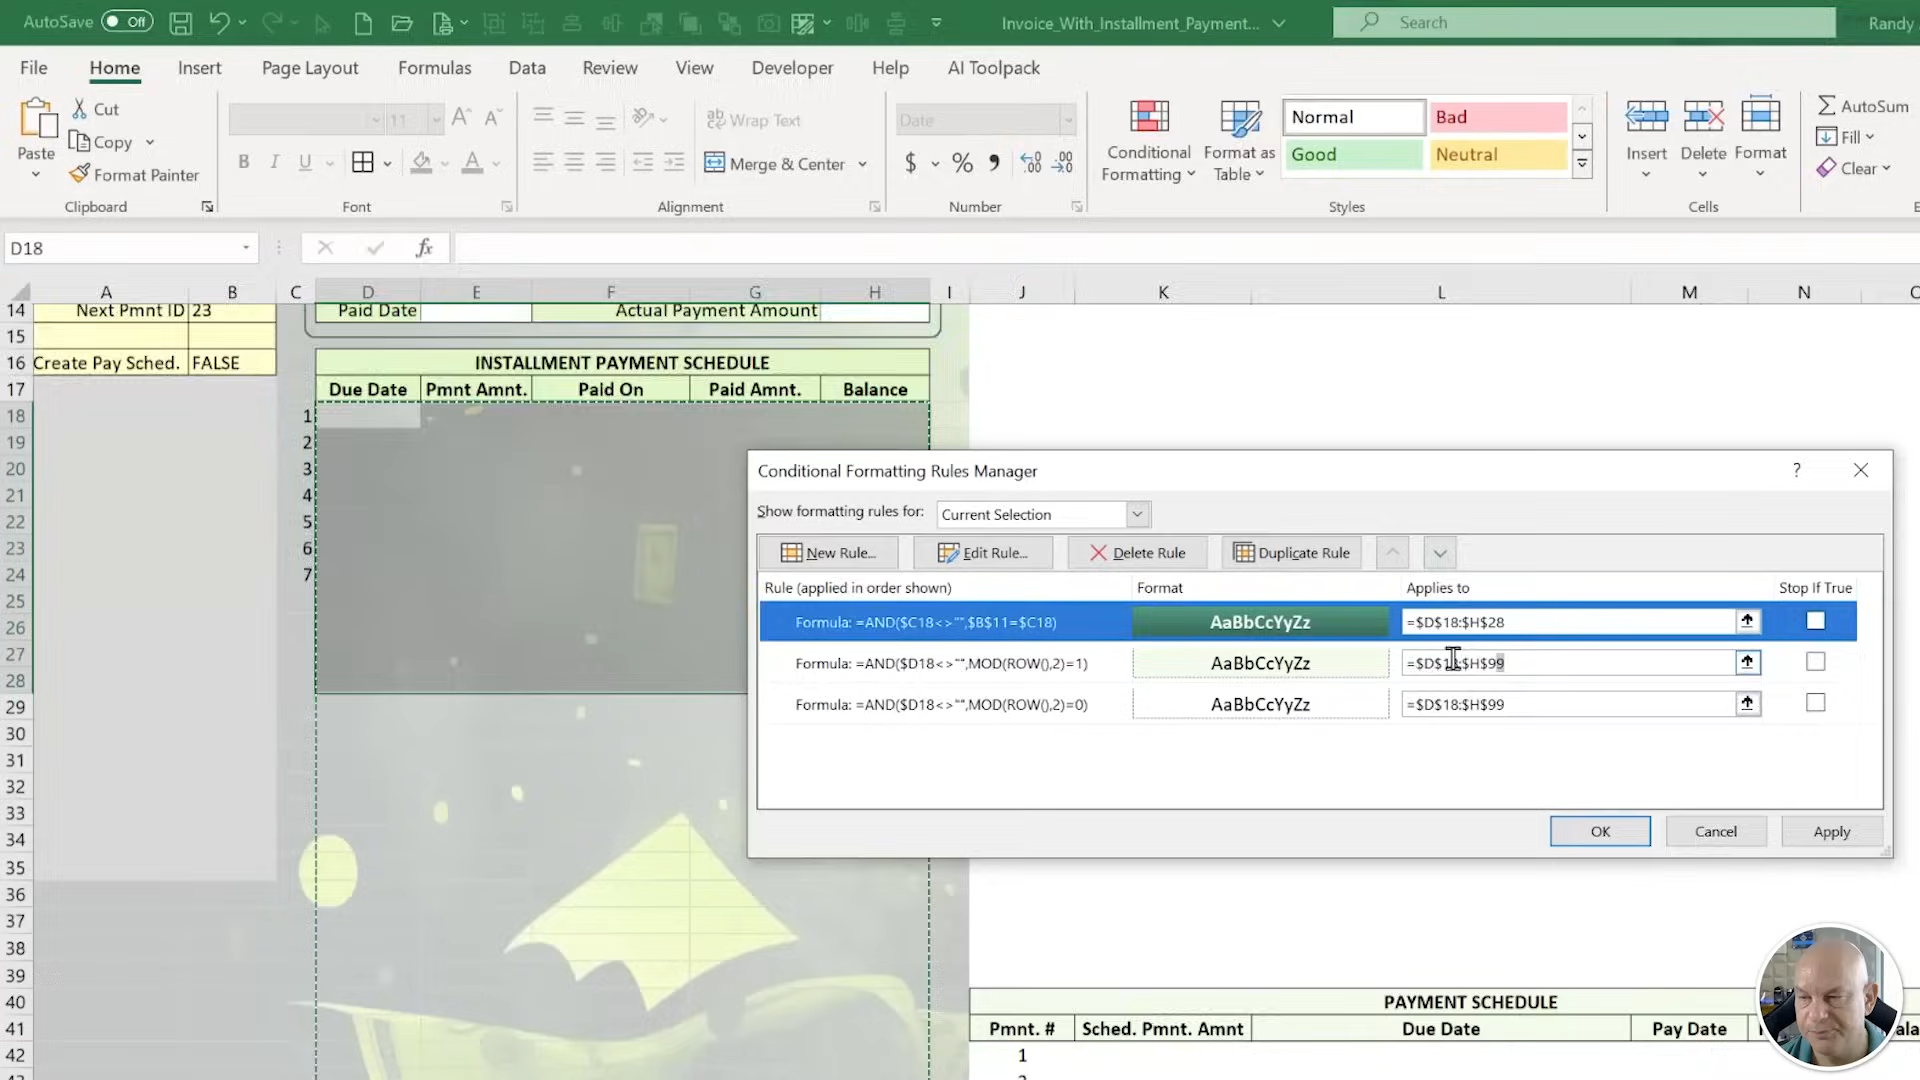 AutoSave Off Invoice_With_Installment_Payment... Search Randy
File Home Insert Page Layout Formulas Data Review View Developer Help AI Toolpack
Paste Cut Copy Format Painter
Clipboard
11 A^ A
B I U A
Font
ab Wrap Text
Merge & Center
Alignment
Date
$ % 9 .00
Number
Conditional Formatting
Format as Table
Normal Bad
Good Neutral
Styles
Insert Delete Format
Cells
AutoSum
Fill
Clear
D18 fx
A B C D E F G H I J K L M N
14 Next Pmnt ID 23 Paid Date Actual Payment Amount
15
16 Create Pay Sched. FALSE INSTALLMENT PAYMENT SCHEDULE
17 Due Date Pmnt Amnt. Paid On Paid Amnt. Balance
18 1
19 2
20 3
21 4
22 5
23 6
24 7
25
26
27
28
29
30
31
32
33
34
35
36
37
38
39
40 PAYMENT SCHEDULE
41 Pmnt. # Sched. Pmnt. Amnt Due Date Pay Date
42 1
Conditional Formatting Rules Manager ?
Show formatting rules for: Current Selection
New Rule... Edit Rule... Delete Rule Duplicate Rule
Rule (applied in order shown) Format Applies to Stop If True
Formula: =AND($C18<>"",$B$11=$C18) AaBbCcYyZz =$D$18:$H$28
Formula: =AND($D18<>"",MOD(ROW(),2)=1) AaBbCcYyZz =$D$18:$H$99
Formula: =AND($D18<>"",MOD(ROW(),2)=0) AaBbCcYyZz =$D$18:$H$99
OK Cancel Apply